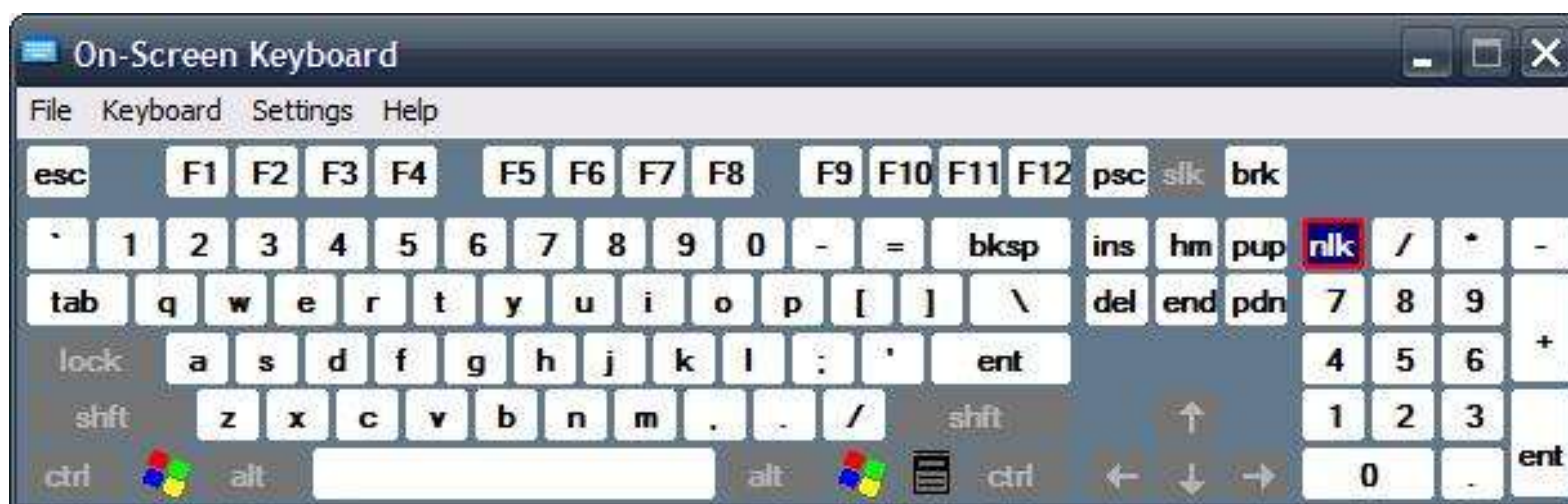 On-Screen Keyboard
File Keyboard Settings Help
esc F1 F2 F3 F4 F5 F6 F7 F8 F9 F10 F11 F12 psc slk brk
` 1 2 3 4 5 6 7 8 9 0 - = bksp ins hm pup nlk / * -
tab q w e r t y u i o p [ ] \ del end pdn 7 8 9 +
lock a s d f g h j k l ; ' ent 4 5 6
shft z x c v b n m , . / shft ↑ 1 2 3 ent
ctrl alt alt ctrl ← ↓ → 0 .